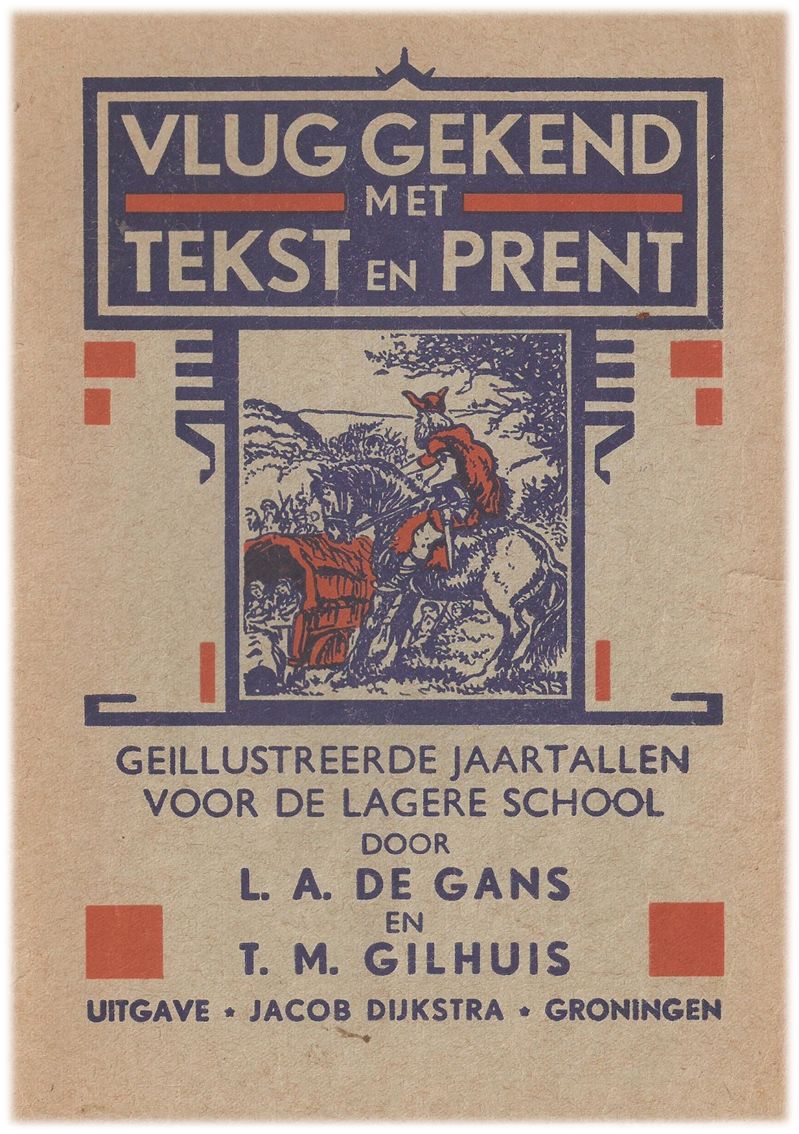 VLUG GEKEND
MET
TEKST EN PRENT
GEILLUSTREERDE JAARTALLEN
VOOR DE LAGERE SCHOOL
DOOR
L. A. DE GANS
EN
T. M. GILHUIS
UITGAVE ★ JACOB DIJKSTRA ★ GRONINGEN